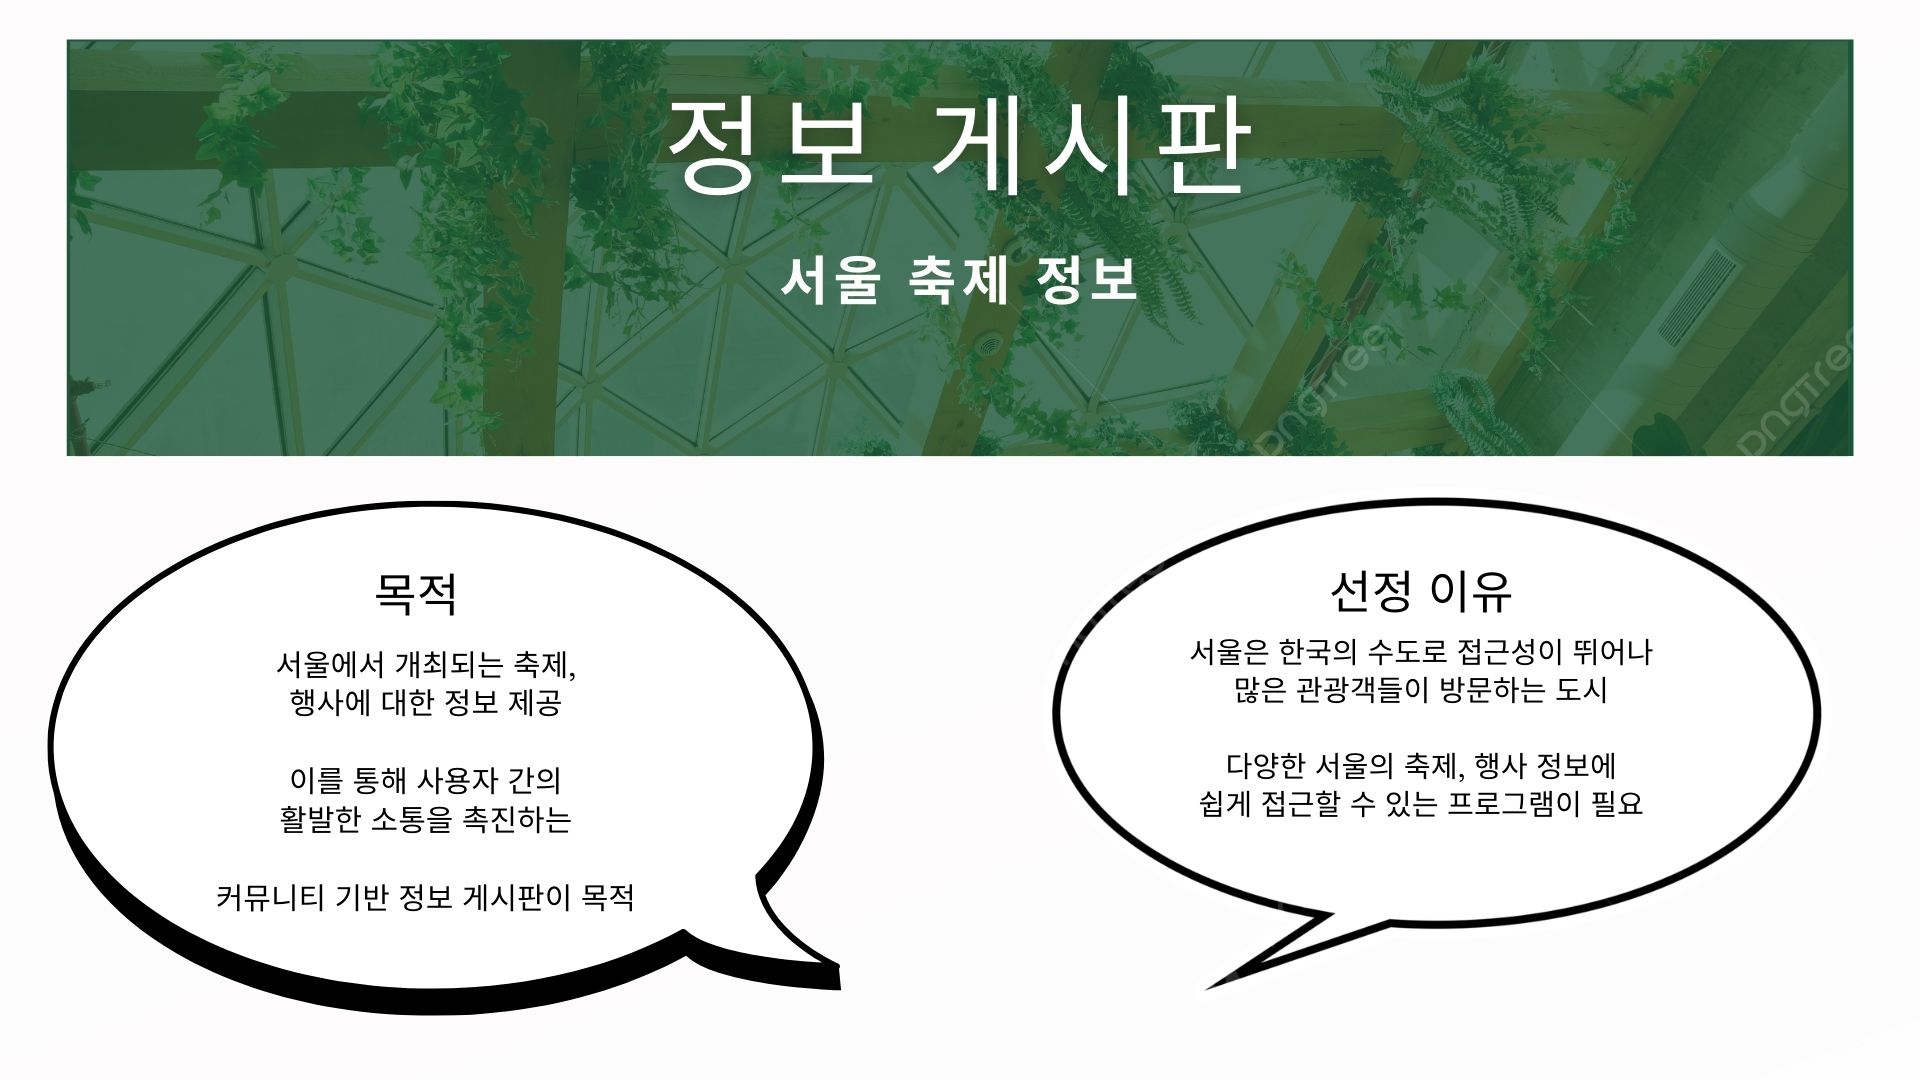 정보 게시판
서울 축제 정보
목적
서울에서 개최되는 축제,
행사에 대한 정보 제공
이를 통해 사용자 간의
활발한 소통을 촉진하는
커뮤니티 기반 정보 게시판이 목적
선정 이유
서울은 한국의 수도로 접근성이 뛰어나
많은 관광객들이 방문하는 도시
다양한 서울의 축제, 행사 정보에
쉽게 접근할 수 있는 프로그램이 필요
pngtree
pngtree